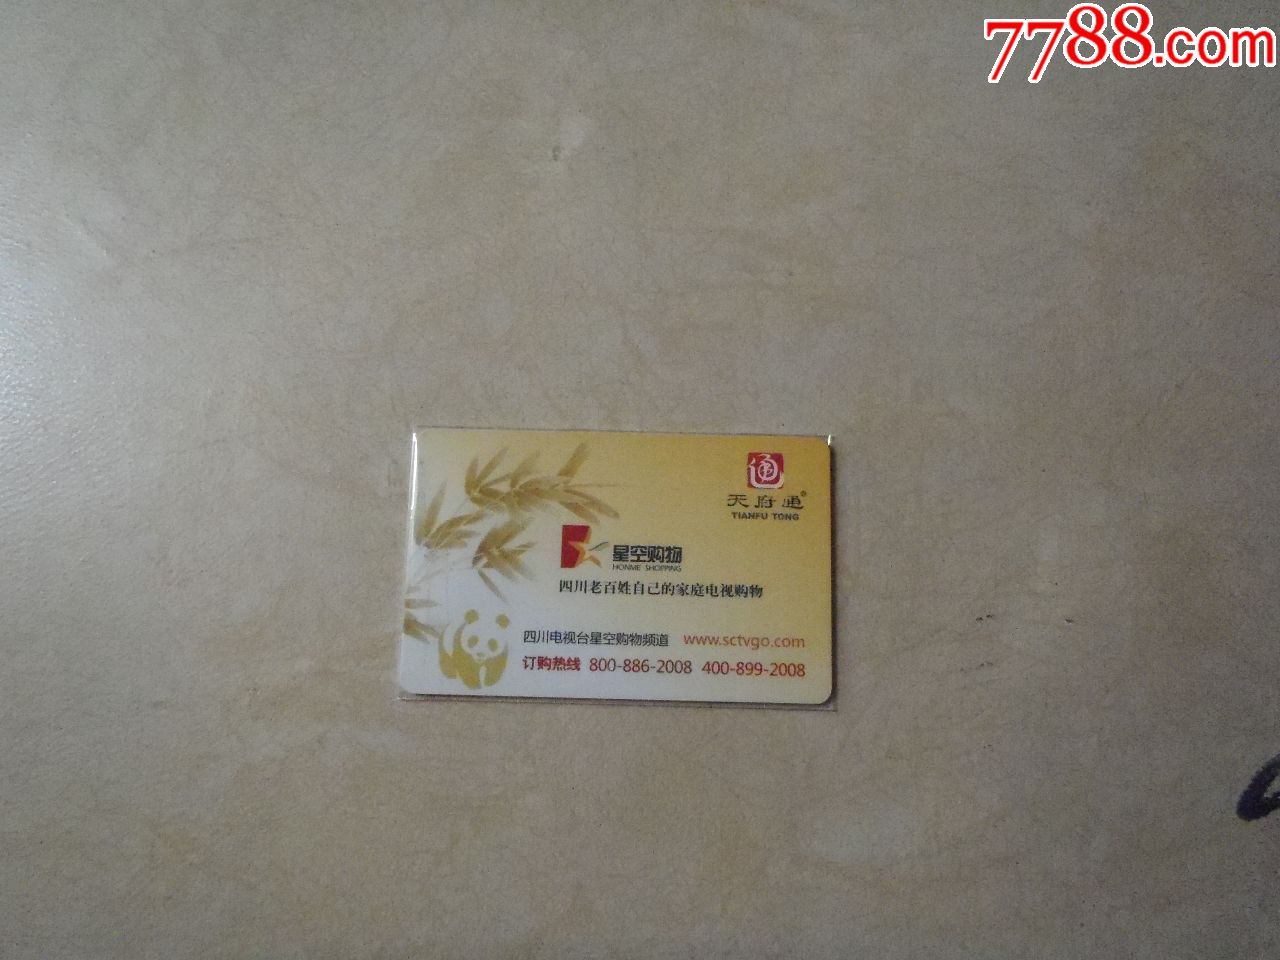 7788.com
通
天府通®
TIANFU TONG
星空购物
HONME SHOPPING
四川老百姓自己的家庭电视购物
四川电视台星空购物频道 www.sctvgo.com
订购热线 800-886-2008 400-899-2008